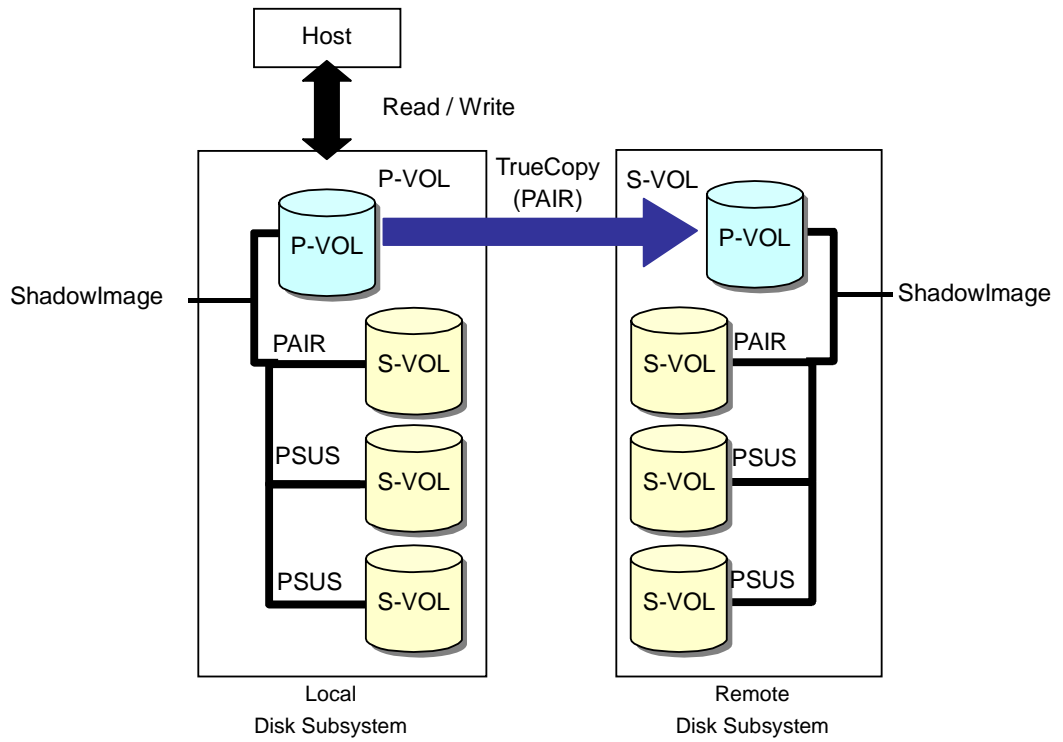 Host
Read / Write
TrueCopy
(PAIR)
P-VOL
S-VOL
P-VOL
P-VOL
ShadowImage
ShadowImage
PAIR
S-VOL
PAIR
S-VOL
PSUS
S-VOL
PSUS
S-VOL
PSUS
S-VOL
PSUS
S-VOL
Local
Disk Subsystem
Remote
Disk Subsystem